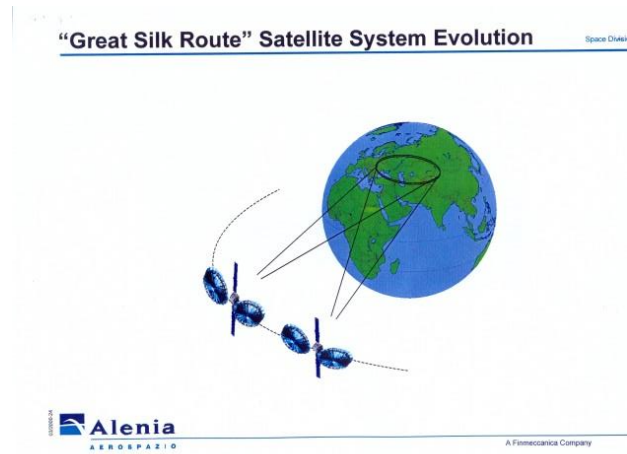 “Great Silk Route” Satellite System Evolution
Space Divisi
Alenia
AEROSPAZIO
A Finmeccanica Company